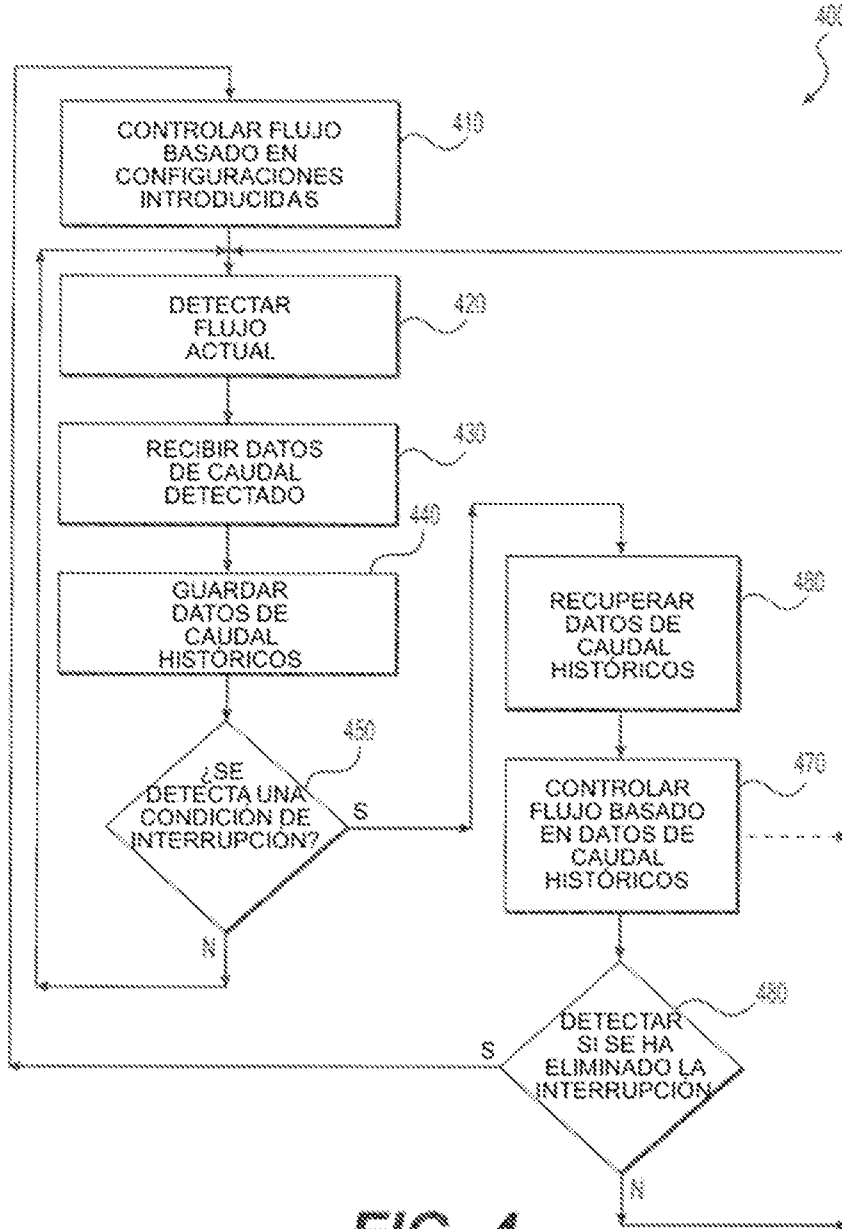 400
CONTROLAR FLUJO
BASADO EN
CONFIGURACIONES
INTRODUCIDAS
410
DETECTAR
FLUJO
ACTUAL
420
RECIBIR DATOS
DE CAUDAL
DETECTADO
430
GUARDAR
DATOS DE
CAUDAL
HISTÓRICOS
440
¿SE
DETECTA UNA
CONDICIÓN DE
INTERRUPCIÓN?
450
S
N
RECUPERAR
DATOS DE
CAUDAL
HISTÓRICOS
CONTROLAR
FLUJO BASADO
EN DATOS DE
CAUDAL
HISTÓRICOS
470
DETECTAR
SI SE HA
ELIMINADO LA
INTERRUPCIÓN
480
S
N
FIG. 4